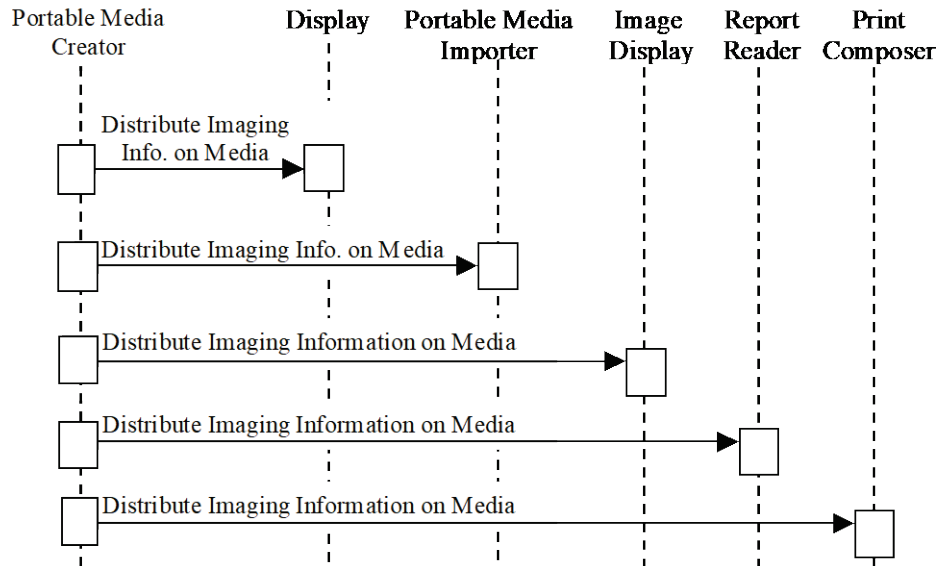 Portable Media
Creator
Display
Portable Media
Importer
Image
Display
Report
Reader
Print
Composer
Distribute Imaging
Info. on Media
Distribute Imaging Info. on Media
Distribute Imaging Information on Media
Distribute Imaging Information on Media
Distribute Imaging Information on Media